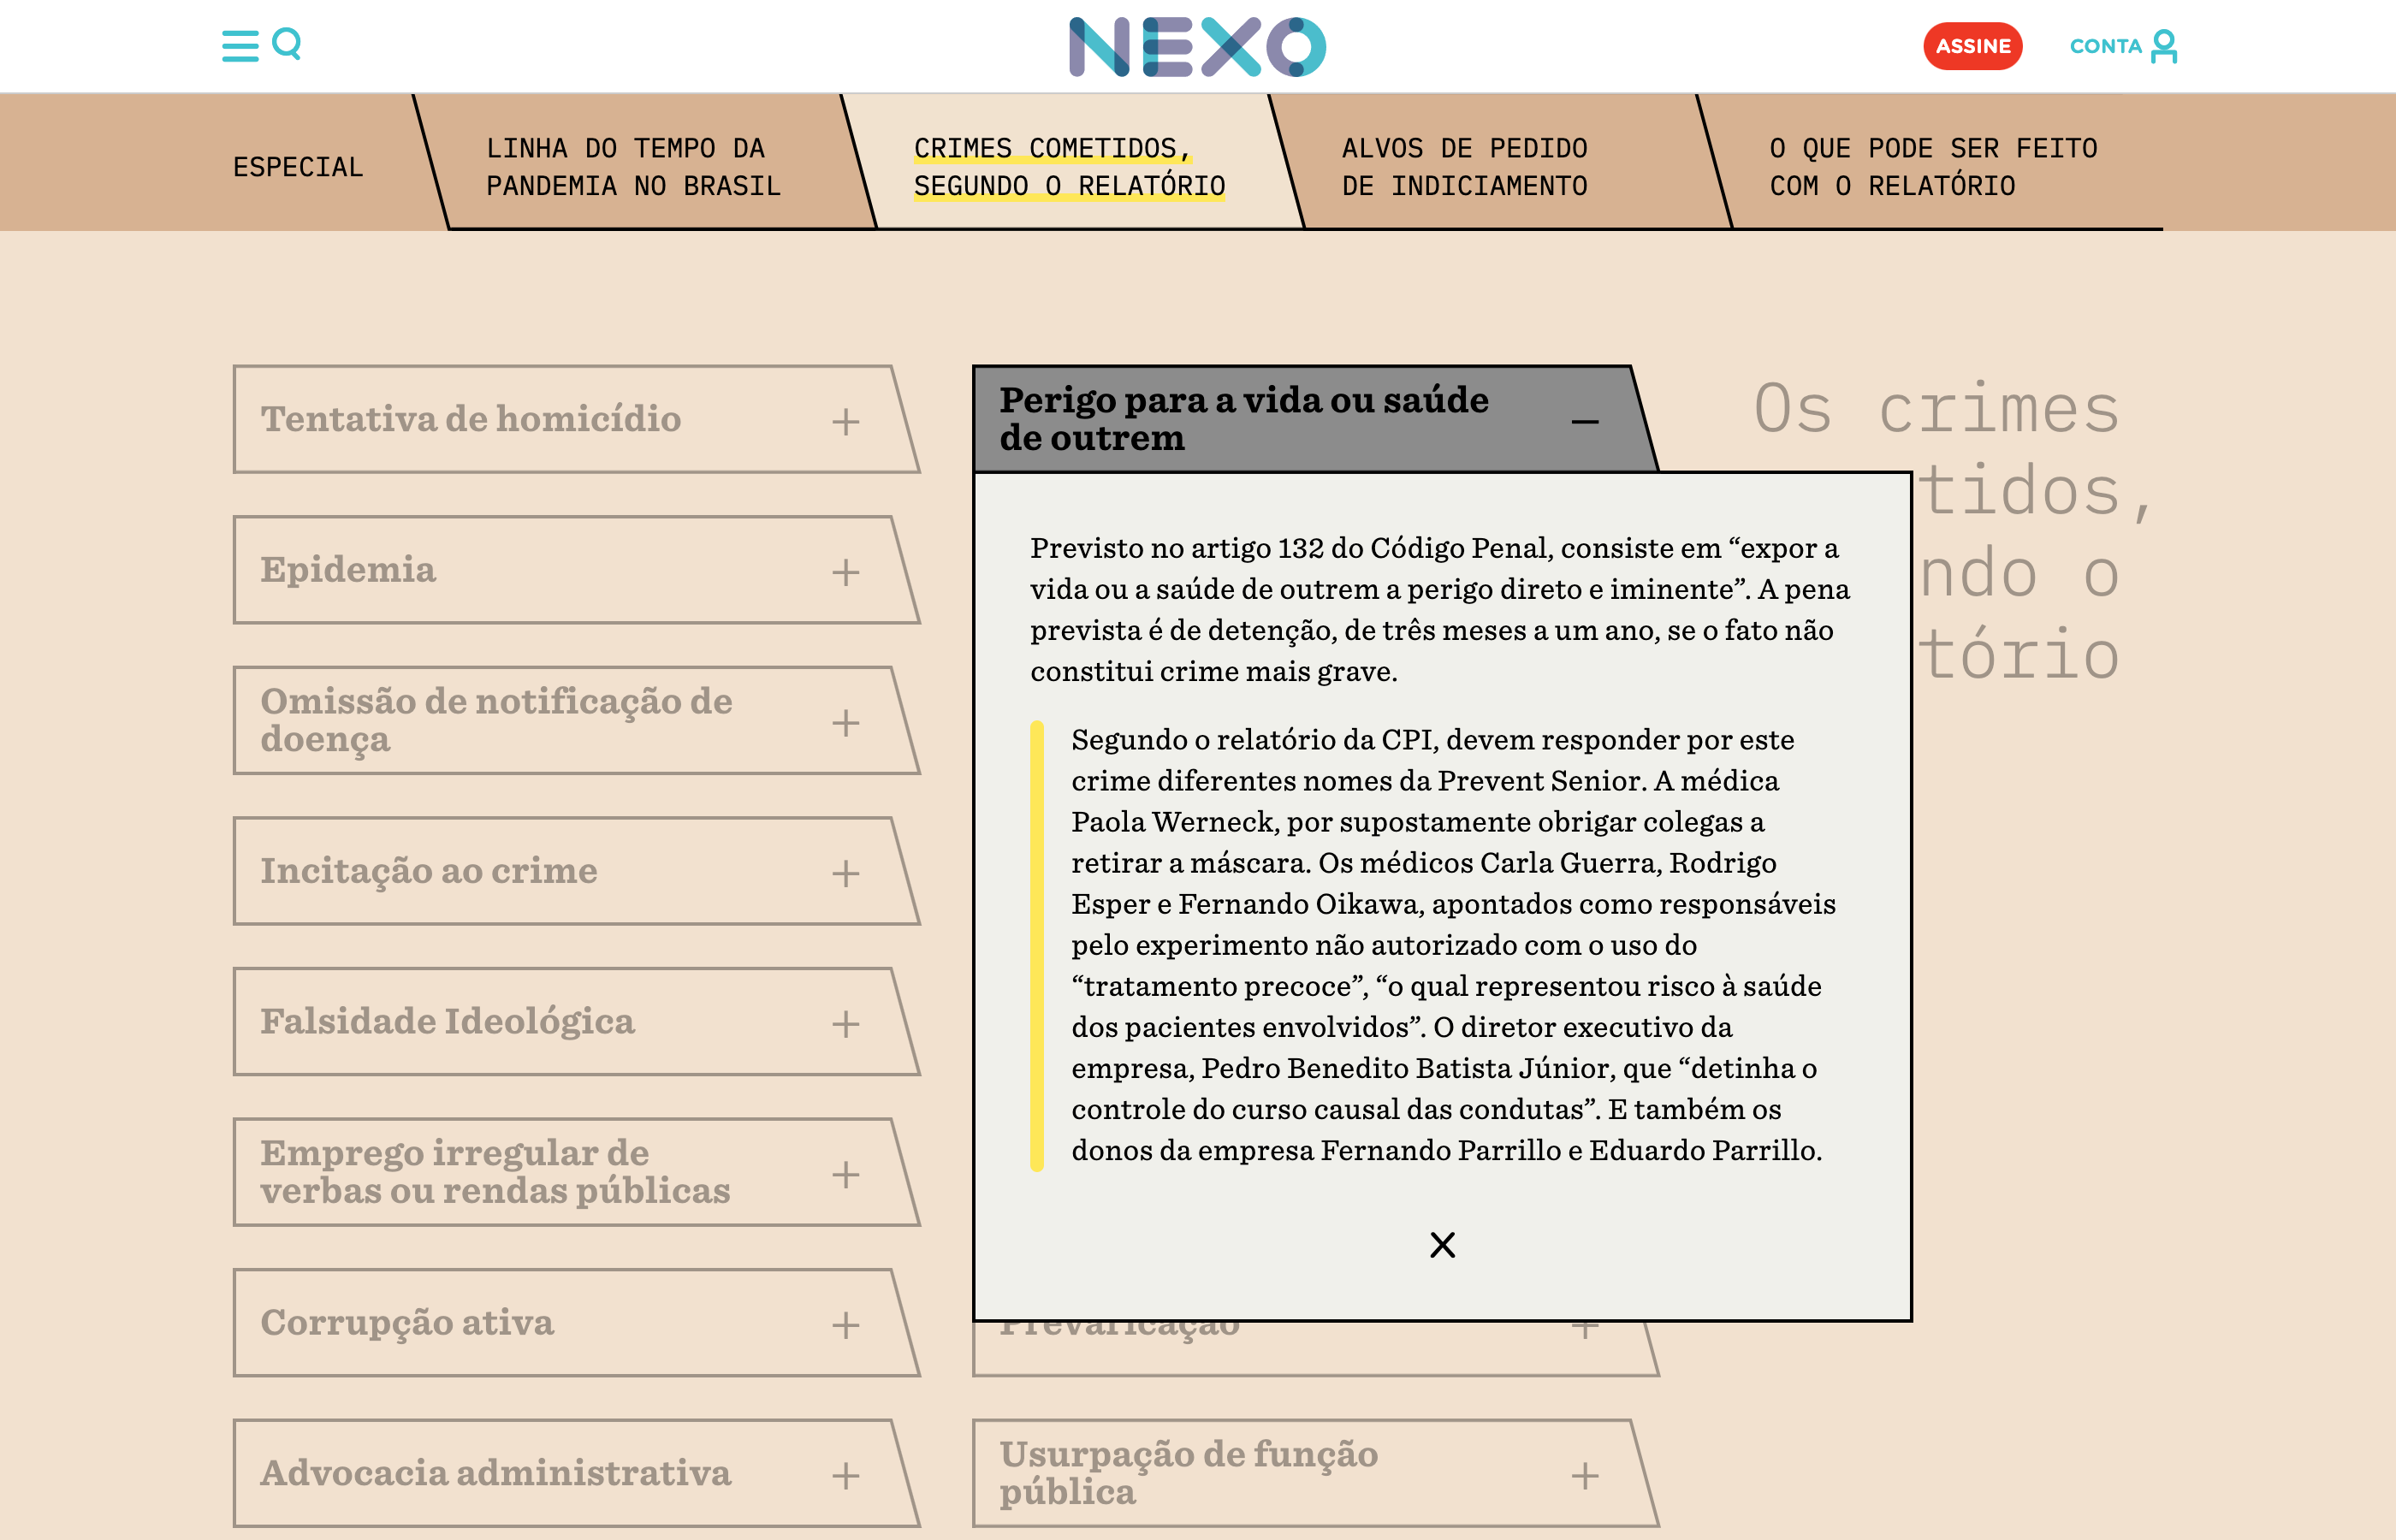 NEXO
ASSINE
CONTA
ESPECIAL
LINHA DO TEMPO DA
PANDEMIA NO BRASIL
CRIMES COMETIDOS,
SEGUNDO O RELATÓRIO
ALVOS DE PEDIDO
DE INDICIAMENTO
O QUE PODE SER FEITO
COM O RELATÓRIO
Tentativa de homicídio
Epidemia
Omissão de notificação de
doença
Incitação ao crime
Falsidade Ideológica
Emprego irregular de
verbas ou rendas públicas
Corrupção ativa
Advocacia administrativa
Perigo para a vida ou saúde
de outrem
Previsto no artigo 132 do Código Penal, consiste em “expor a
vida ou a saúde de outrem a perigo direto e iminente”. A pena
prevista é de detenção, de três meses a um ano, se o fato não
constitui crime mais grave.
Segundo o relatório da CPI, devem responder por este
crime diferentes nomes da Prevent Senior. A médica
Paola Werneck, por supostamente obrigar colegas a
retirar a máscara. Os médicos Carla Guerra, Rodrigo
Esper e Fernando Oikawa, apontados como responsáveis
pelo experimento não autorizado com o uso do
“tratamento precoce”, “o qual representou risco à saúde
dos pacientes envolvidos”. O diretor executivo da
empresa, Pedro Benedito Batista Júnior, que “detinha o
controle do curso causal das condutas”. E também os
donos da empresa Fernando Parrillo e Eduardo Parrillo.
Prevaricação
Usurpação de função
pública
Os crimes
tidos,
ndo o
tório